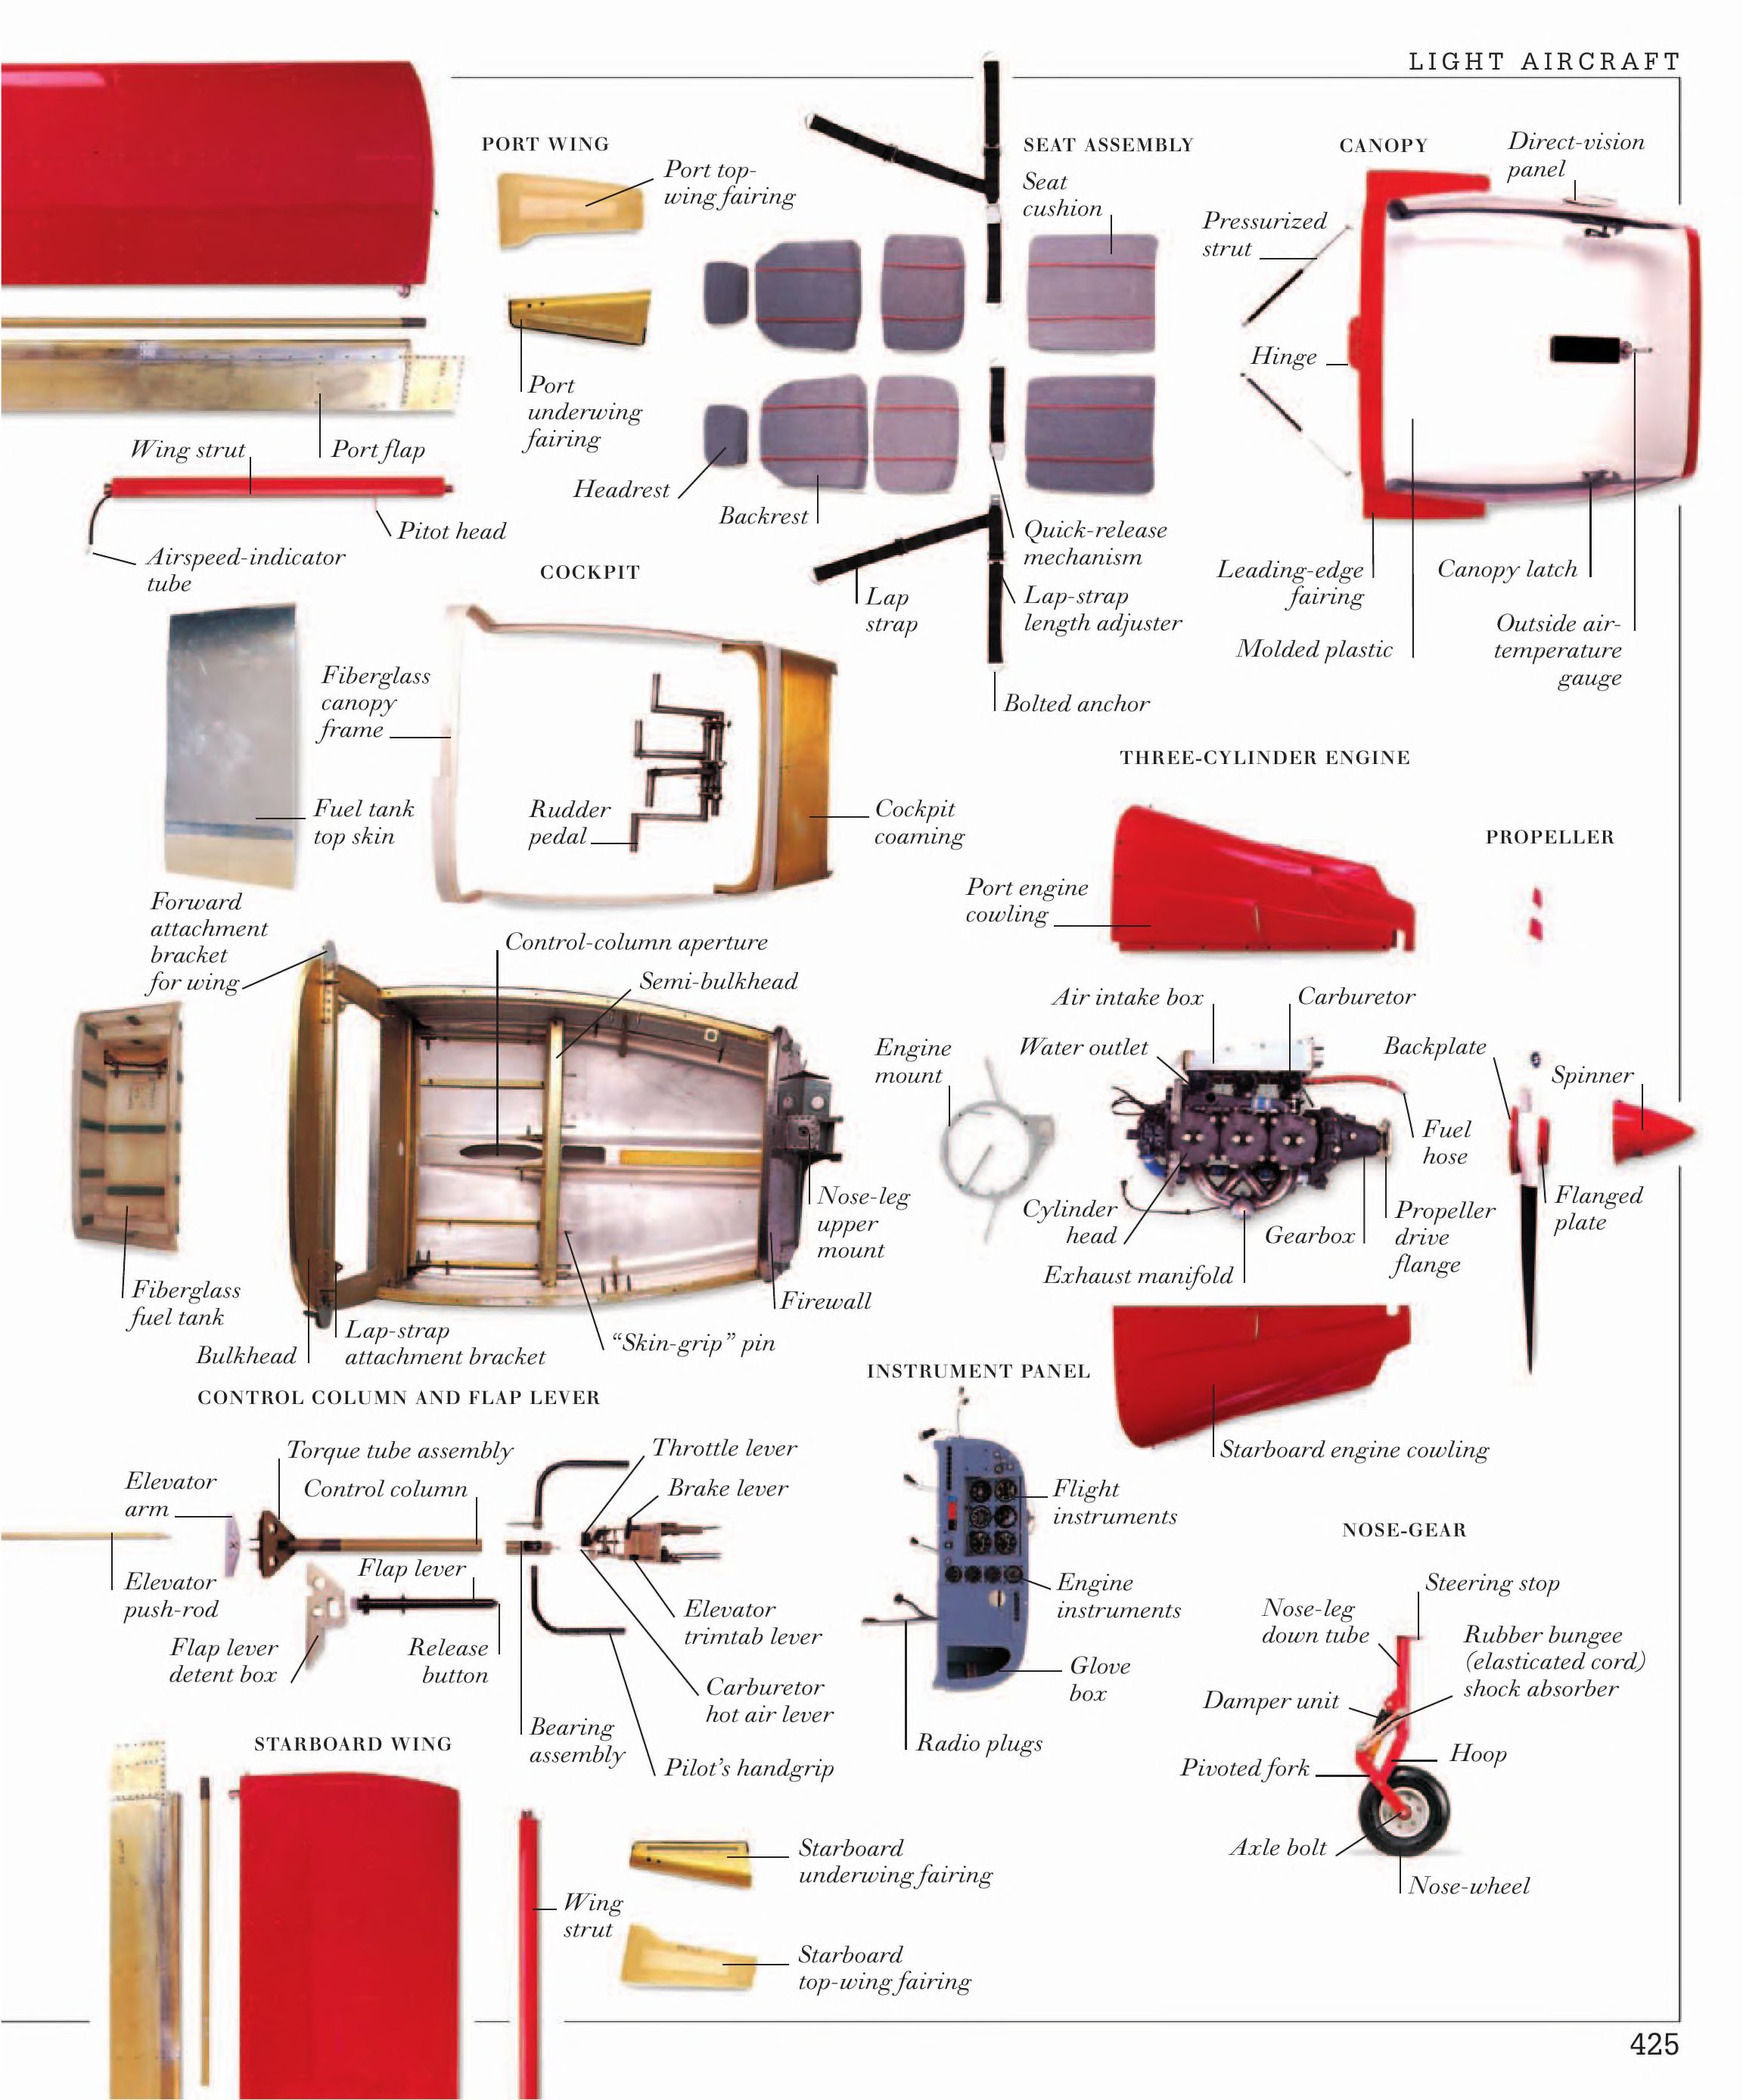 LIGHT AIRCRAFT
PORT WING
Port top-
wing fairing
Port
underwing
fairing
Wing strut
Port flap
Pitot head
Airspeed-indicator
tube
SEAT ASSEMBLY
Seat
cushion
Headrest
Backrest
Quick-release
mechanism
Lap
strap
Lap-strap
length adjuster
Bolted anchor
CANOPY
Direct-vision
panel
Pressurized
strut
Hinge
Leading-edge
fairing
Canopy latch
Molded plastic
Outside air-
temperature
gauge
COCKPIT
Fiberglass
canopy
frame
Fuel tank
top skin
Rudder
pedal
Cockpit
coaming
Forward
attachment
bracket
for wing
Control-column aperture
Semi-bulkhead
Nose-leg
upper
mount
Firewall
"Skin-grip" pin
Lap-strap
attachment bracket
Bulkhead
Fiberglass
fuel tank
THREE-CYLINDER ENGINE
Port engine
cowling
Air intake box
Carburetor
Water outlet
Engine
mount
Fuel
hose
Cylinder
head
Gearbox
Propeller
drive
flange
Exhaust manifold
Starboard engine cowling
PROPELLER
Backplate
Spinner
Flanged
plate
CONTROL COLUMN AND FLAP LEVER
Torque tube assembly
Elevator
arm
Control column
Throttle lever
Brake lever
Flap lever
Elevator
push-rod
Flap lever
detent box
Release
button
Elevator
trimtab lever
Carburetor
hot air lever
Bearing
assembly
Pilot's handgrip
INSTRUMENT PANEL
Flight
instruments
Engine
instruments
Glove
box
Radio plugs
NOSE-GEAR
Steering stop
Nose-leg
down tube
Rubber bungee
(elasticated cord)
shock absorber
Damper unit
Hoop
Pivoted fork
Axle bolt
Nose-wheel
STARBOARD WING
Wing
strut
Starboard
underwing fairing
Starboard
top-wing fairing
425